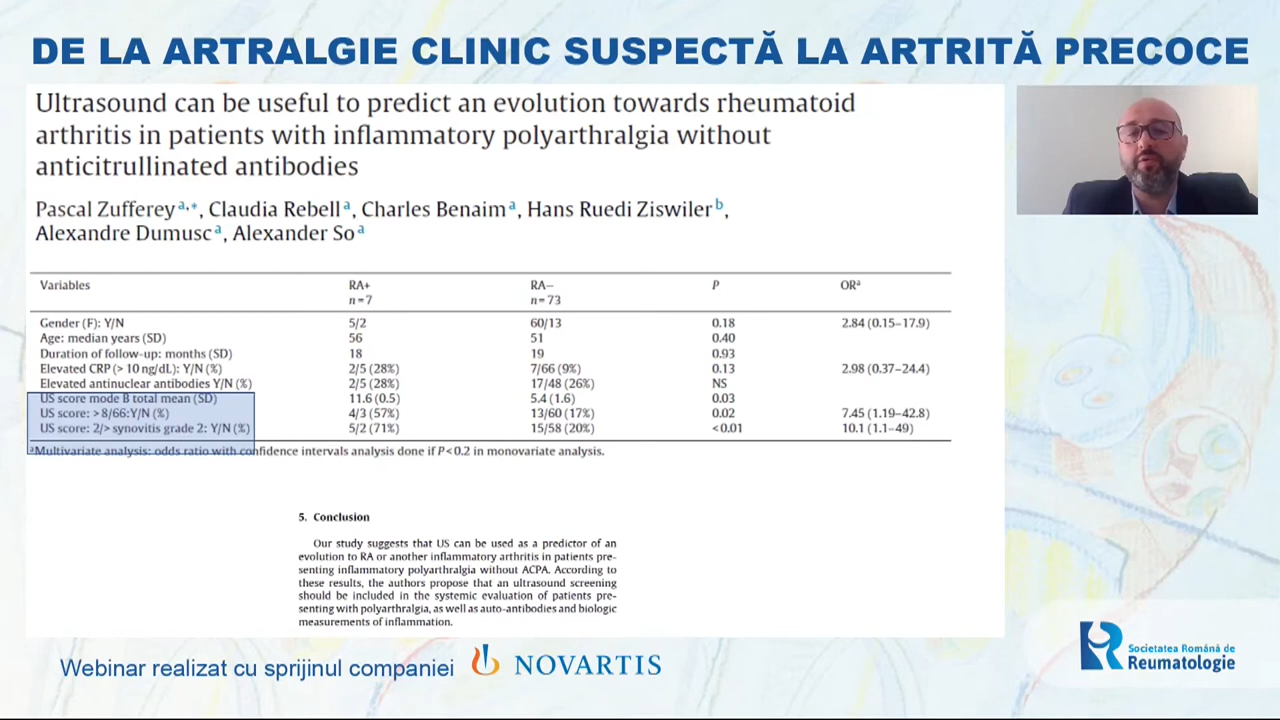 DE LA ARTRALGIE CLINIC SUSPECTĂ LA ARTRITĂ PRECOCE
Ultrasound can be useful to predict an evolution towards rheumatoid
arthritis in patients with inflammatory polyarthralgia without
anticitrullinated antibodies
Pascal Zufferey a,*, Claudia Rebell a, Charles Benaim a, Hans Ruedi Ziswiler b,
Alexandre Dumusc a, Alexander So a
Variables RA+ RA− P OR a
n=7 n=73
Gender (F): Y/N 5/2 60/13 0.18 2.84 (0.15–17.9)
Age: median years (SD) 56 51 0.40
Duration of follow-up: months (SD) 18 19 0.93
Elevated CRP (> 10 ng/dL): Y/N (%) 2/5 (28%) 7/66 (9%) 0.13 2.98 (0.37–24.4)
Elevated antinuclear antibodies Y/N (%) 2/5 (28%) 17/48 (26%) NS
US score mode B total mean (SD) 11.6 (0.5) 5.4 (1.6) 0.03
US score: >8/66:Y/N (%) 4/3 (57%) 13/60 (17%) 0.02 7.45 (1.19–42.8)
US score: 2/> synovitis grade 2: Y/N (%) 5/2 (71%) 15/58 (20%) <0.01 10.1 (1.1–49)
a Multivariate analysis: odds ratio with confidence intervals analysis done if P<0.2 in monovariate analysis.
5. Conclusion
Our study suggests that US can be used as a predictor of an
evolution to RA or another inflammatory arthritis in patients pre-
senting inflammatory polyarthralgia without ACPA. According to
these results, the authors propose that an ultrasound screening
should be included in the systemic evaluation of patients pre-
senting with polyarthralgia, as well as auto-antibodies and biologic
measurements of inflammation.
Webinar realizat cu sprijinul companiei NOVARTIS
Societatea Română de
Reumatologie